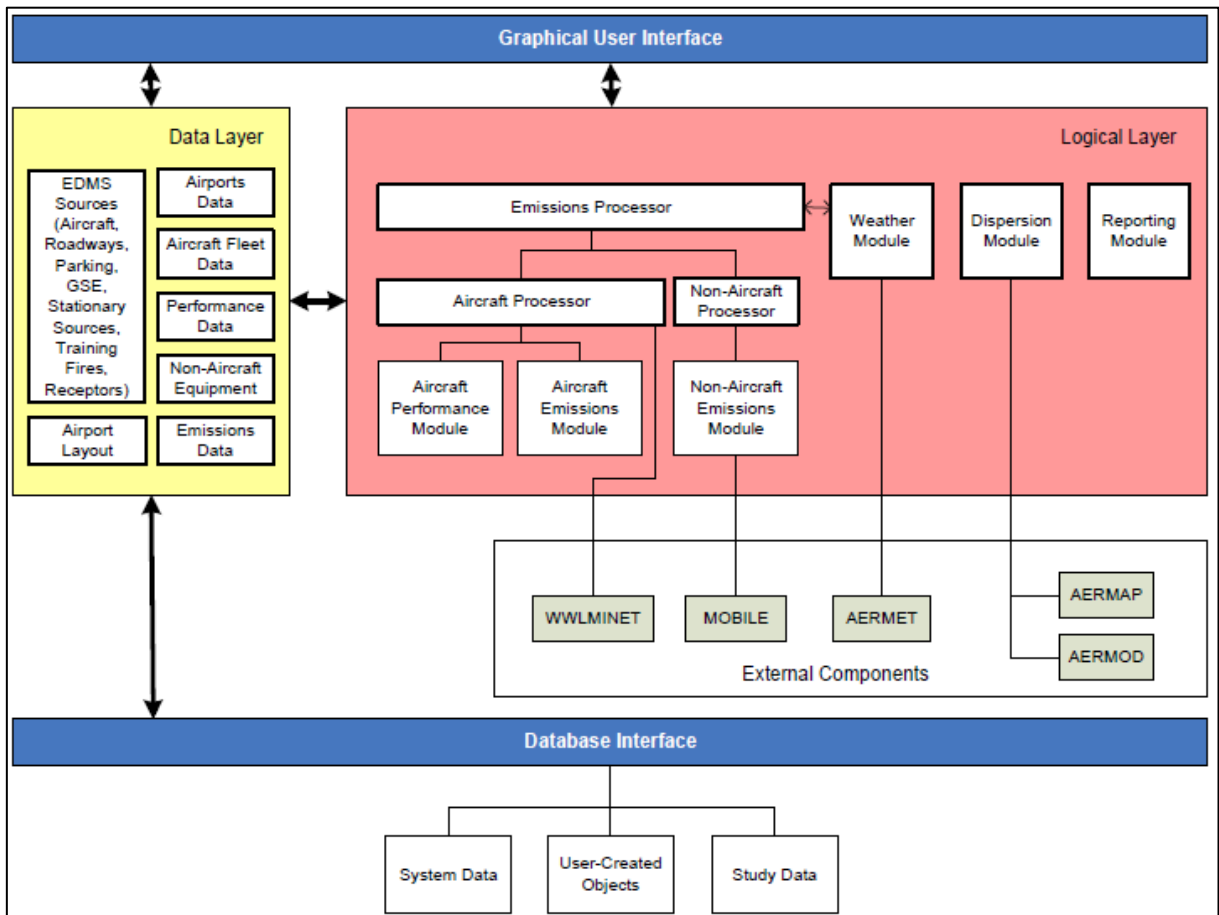 Graphical User Interface
Data Layer
EDMS
Sources
(Aircraft,
Roadways,
Parking,
GSE,
Stationary
Sources,
Training
Fires,
Receptors)
Airports
Data
Aircraft Fleet
Data
Performance
Data
Non-Aircraft
Equipment
Airport
Layout
Emissions
Data
Logical Layer
Emissions Processor
Weather
Module
Dispersion
Module
Reporting
Module
Aircraft Processor
Non-Aircraft
Processor
Aircraft
Performance
Module
Aircraft
Emissions
Module
Non-Aircraft
Emissions
Module
WWLMINET
MOBILE
AERMET
AERMAP
AERMOD
External Components
Database Interface
System Data
User-Created
Objects
Study Data